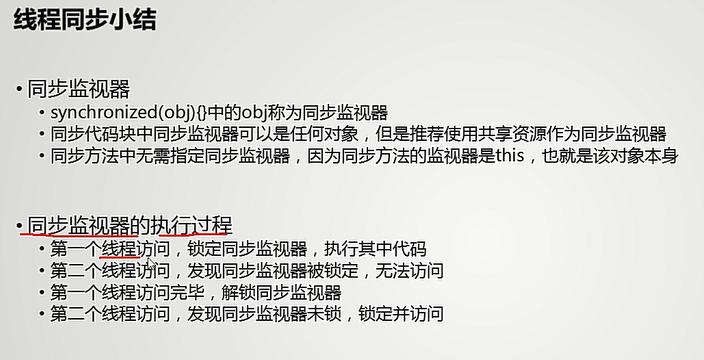 线程同步小结
• 同步监视器
• synchronized(obj){}中的obj称为同步监视器
• 同步代码块中同步监视器可以是任何对象，但是推荐使用共享资源作为同步监视器
• 同步方法中无需指定同步监视器，因为同步方法的监视器是this，也就是该对象本身
• 同步监视器的执行过程
• 第一个线程访问，锁定同步监视器，执行其中代码
• 第二个线程访问，发现同步监视器被锁定，无法访问
• 第一个线程访问完毕，解锁同步监视器
• 第二个线程访问，发现同步监视器未锁，锁定并访问